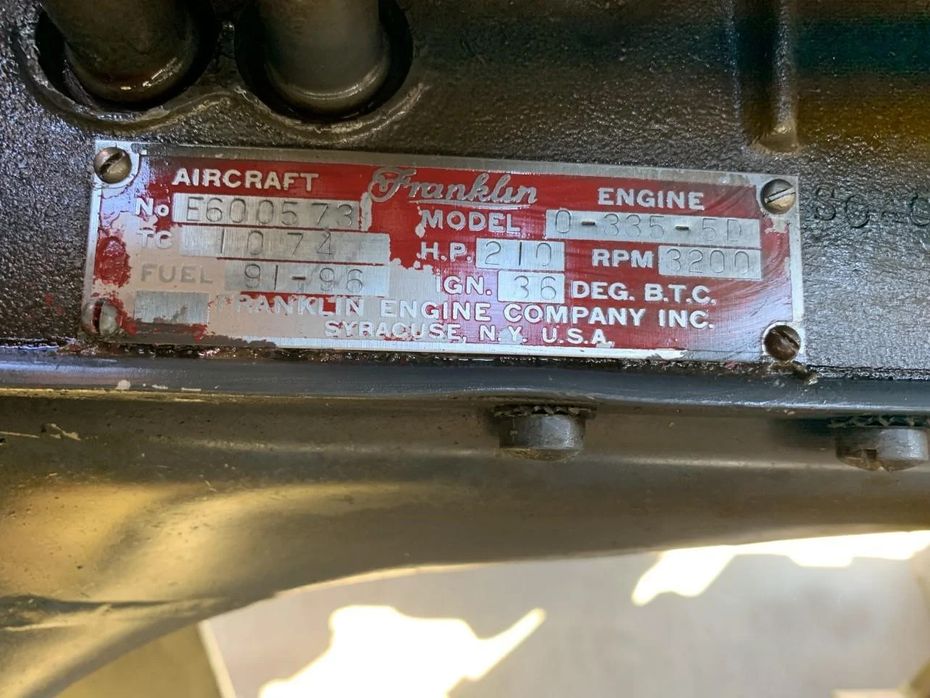 AIRCRAFT Franklin ENGINE
No E600573 MODEL O-335-5D
TC 1074 H.P. 210 RPM 3200
FUEL 91-96 IGN. 36 DEG. B.T.C.
FRANKLIN ENGINE COMPANY INC.
SYRACUSE, N.Y. U.S.A.